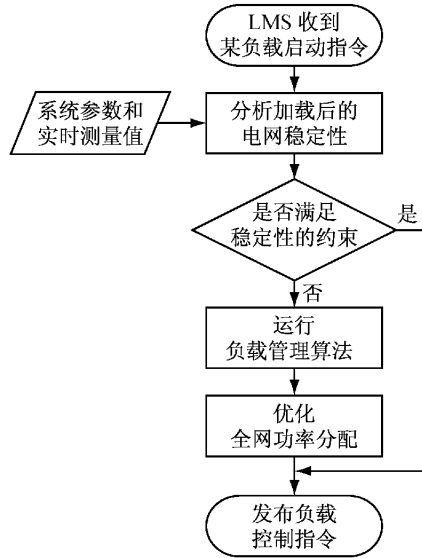 LMS 收到
某负载启动指令
系统参数和
实时测量值
分析加载后的
电网稳定性
是否满足
稳定性的约束
是
否
运行
负载管理算法
优化
全网功率分配
发布负载
控制指令